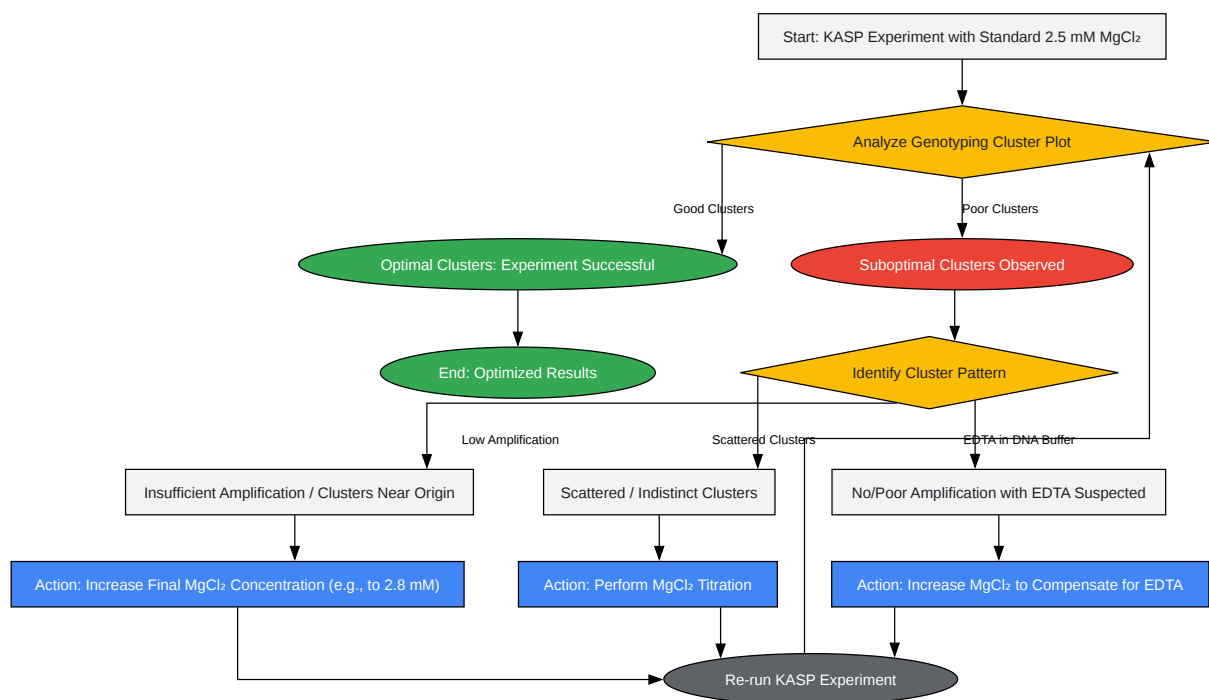 Start: KASP Experiment with Standard 2.5 mM MgCl₂
Analyze Genotyping Cluster Plot
Good Clusters
Poor Clusters
Optimal Clusters: Experiment Successful
Suboptimal Clusters Observed
End: Optimized Results
Identify Cluster Pattern
Low Amplification
Scattered Clusters
EDTA in DNA Buffer
Insufficient Amplification / Clusters Near Origin
Scattered / Indistinct Clusters
No/Poor Amplification with EDTA Suspected
Action: Increase Final MgCl₂ Concentration (e.g., to 2.8 mM)
Action: Perform MgCl₂ Titration
Action: Increase MgCl₂ to Compensate for EDTA
Re-run KASP Experiment